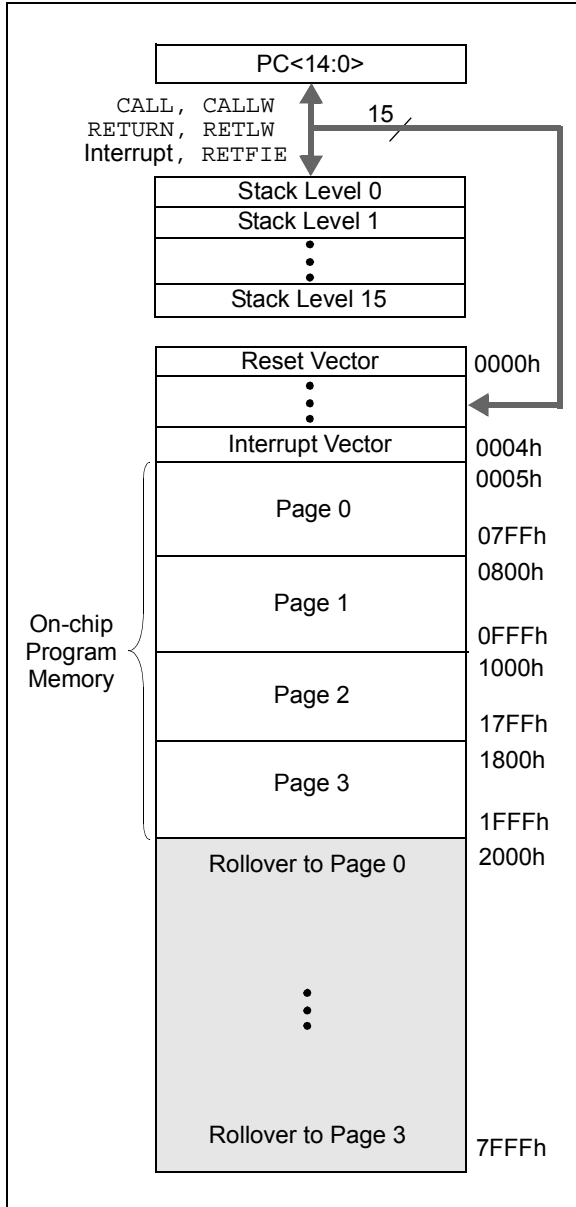 PC<14:0>
CALL, CALLW
RETURN, RETLW
Interrupt, RETFIE
15
Stack Level 0
Stack Level 1
Stack Level 15
Reset Vector
0000h
Interrupt Vector
0004h
0005h
Page 0
07FFh
0800h
Page 1
0FFFh
On-chip
Program
Memory
1000h
Page 2
17FFh
1800h
Page 3
1FFFh
Rollover to Page 0
2000h
Rollover to Page 3
7FFFh